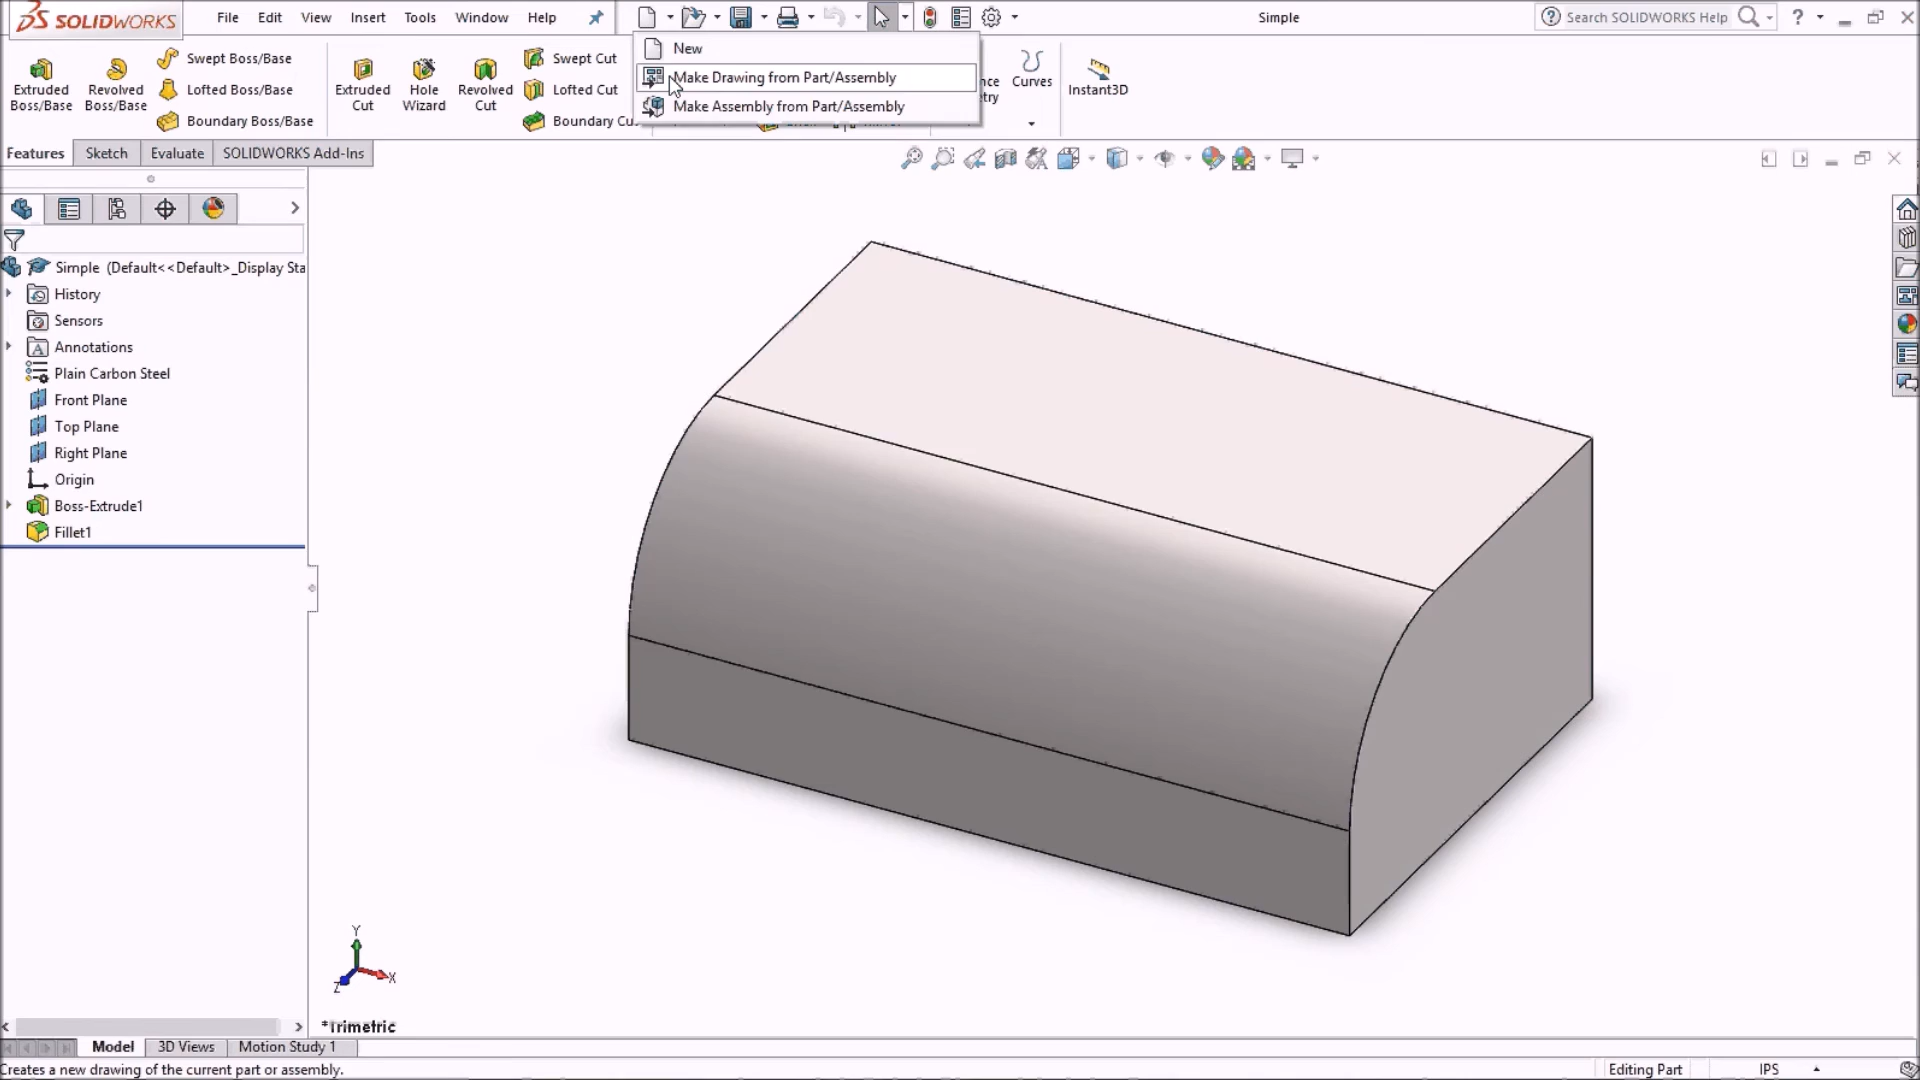 SOLIDWORKS File Edit View Insert Tools Window Help Simple Search SOLIDWORKS Help ?
New
Make Drawing from Part/Assembly
Make Assembly from Part/Assembly
Extruded Boss/Base
Revolved Boss/Base
Swept Boss/Base
Lofted Boss/Base
Boundary Boss/Base
Extruded Cut
Hole Wizard
Revolved Cut
Swept Cut
Lofted Cut
Boundary Cu
nce
try
Curves
Instant3D
Features Sketch Evaluate SOLIDWORKS Add-Ins
Simple (Default<<Default>_Display Sta
History
Sensors
Annotations
Plain Carbon Steel
Front Plane
Top Plane
Right Plane
Origin
Boss-Extrude1
Fillet1
Y
X
Z
*Trimetric
Model 3D Views Motion Study 1
Creates a new drawing of the current part or assembly. Editing Part IPS